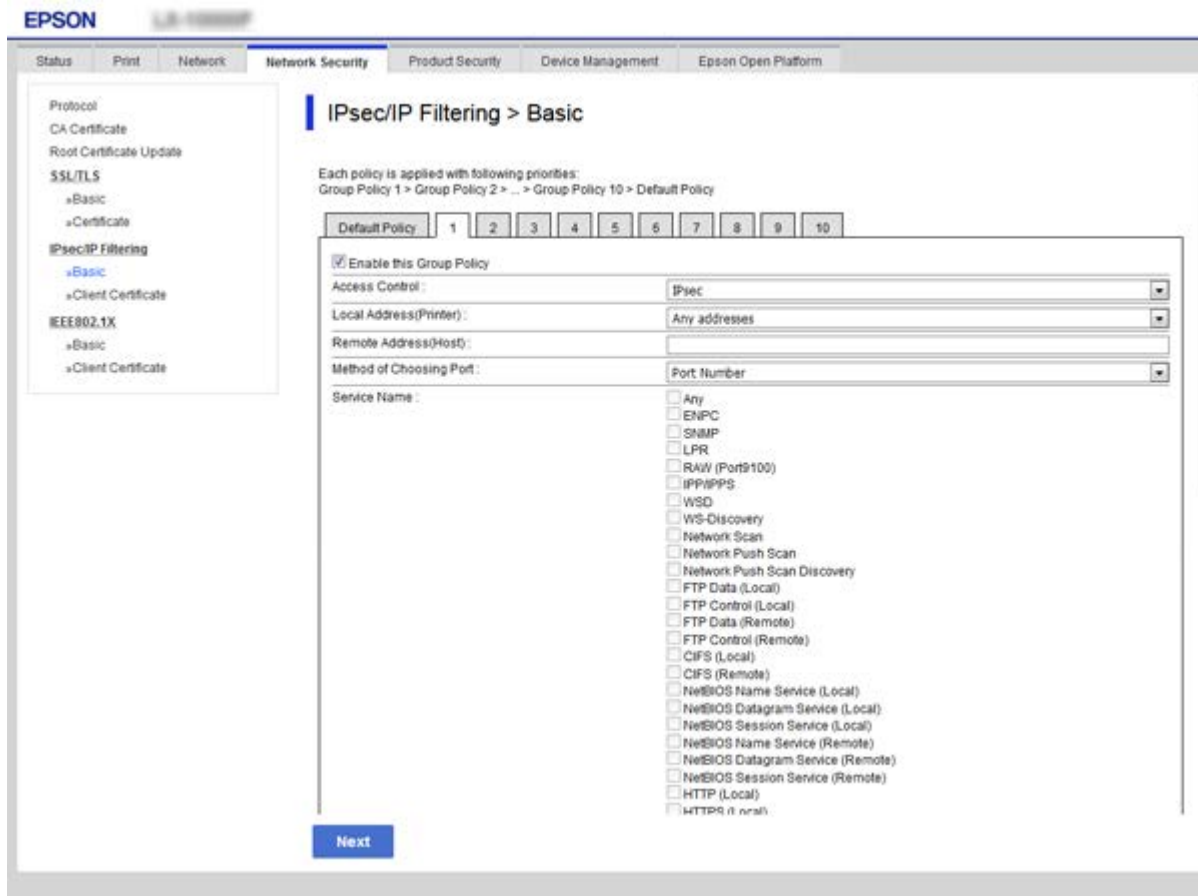 EPSON
Status Print Network Network Security Product Security Device Management Epson Open Platform
Protocol
CA Certificate
Root Certificate Update
SSL/TLS
»Basic
»Certificate
IPsec/IP Filtering
»Basic
»Client Certificate
IEEE802.1X
»Basic
»Client Certificate
IPsec/IP Filtering > Basic
Each policy is applied with following priorities:
Group Policy 1 > Group Policy 2 > ... > Group Policy 10 > Default Policy
Default Policy 1 2 3 4 5 6 7 8 9 10
Enable this Group Policy
Access Control : IPsec
Local Address(Printer) : Any addresses
Remote Address(Host) :
Method of Choosing Port : Port Number
Service Name : Any
ENPC
SNMP
LPR
RAW (Port9100)
IPP/IPPS
WSD
WS-Discovery
Network Scan
Network Push Scan
Network Push Scan Discovery
FTP Data (Local)
FTP Control (Local)
FTP Data (Remote)
FTP Control (Remote)
CIFS (Local)
CIFS (Remote)
NetBIOS Name Service (Local)
NetBIOS Datagram Service (Local)
NetBIOS Session Service (Local)
NetBIOS Name Service (Remote)
NetBIOS Datagram Service (Remote)
NetBIOS Session Service (Remote)
HTTP (Local)
HTTPS (Local)
Next